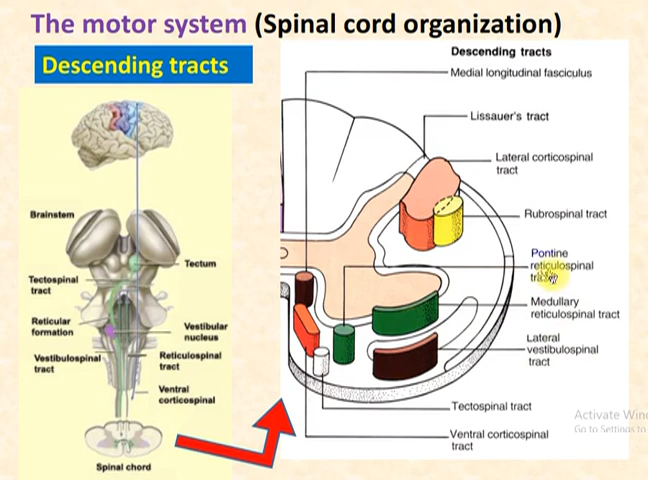 The motor system (Spinal cord organization)
Descending tracts
Brainstem
Tectum
Tectospinal
tract
Reticular
formation
Vestibular
nucleus
Vestibulospinal
tract
Reticulospinal
tract
Ventral
corticospinal
Spinal chord
Descending tracts
Medial longitudinal fasciculus
Lissauer's tract
Lateral corticospinal
tract
Rubrospinal tract
Pontine
reticulospinal
Medullary
reticulospinal tract
Lateral
vestibulospinal
tract
Tectospinal tract
Ventral corticospinal
tract
Activate
Go to Settings to